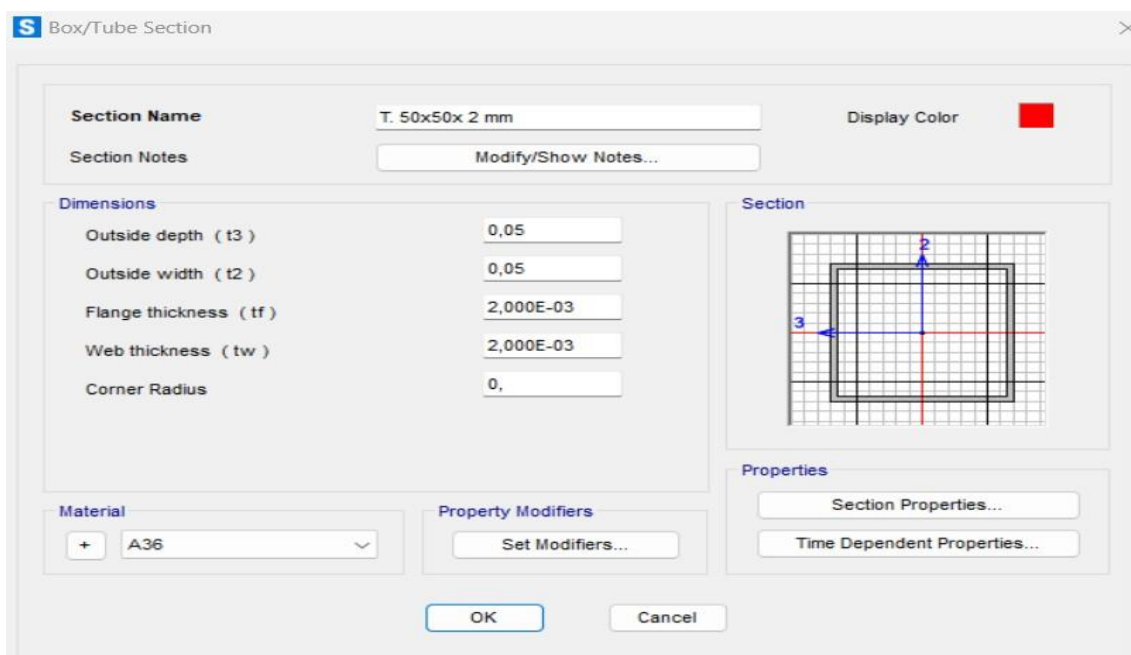 S Box/Tube Section
Section Name T. 50x50x 2 mm Display Color
Section Notes Modify/Show Notes...
Dimensions
Outside depth ( t3 ) 0,05
Outside width ( t2 ) 0,05
Flange thickness ( tf ) 2,000E-03
Web thickness ( tw ) 2,000E-03
Corner Radius 0,
Section
2
3
Properties
Section Properties...
Time Dependent Properties...
Material
+ A36
Property Modifiers
Set Modifiers...
OK Cancel